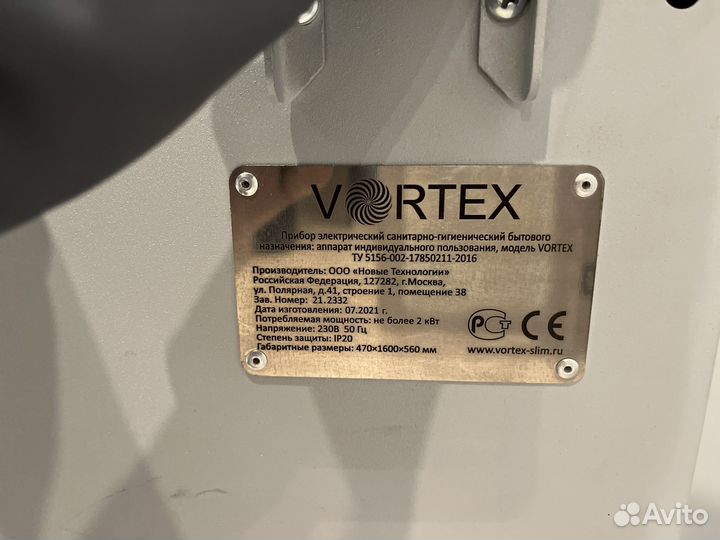 VORTEX
Прибор электрический санитарно-гигиенический бытового
назначения: аппарат индивидуального пользования, модель VORTEX
ТУ 5156-002-17850211-2016
Производитель: ООО «Новые Технологии»
Российская Федерация, 127282, г.Москва,
ул. Полярная, д.41, строение 1, помещение 38
Зав. Номер: 21.2332
Дата изготовления: 07.2021 г.
Потребляемая мощность: не более 2 кВт
Напряжение: 230В 50 Гц
Степень защиты: IP20
Габаритные размеры: 470×1600×560 мм
РСТ CE
www.vortex-slim.ru
Avito